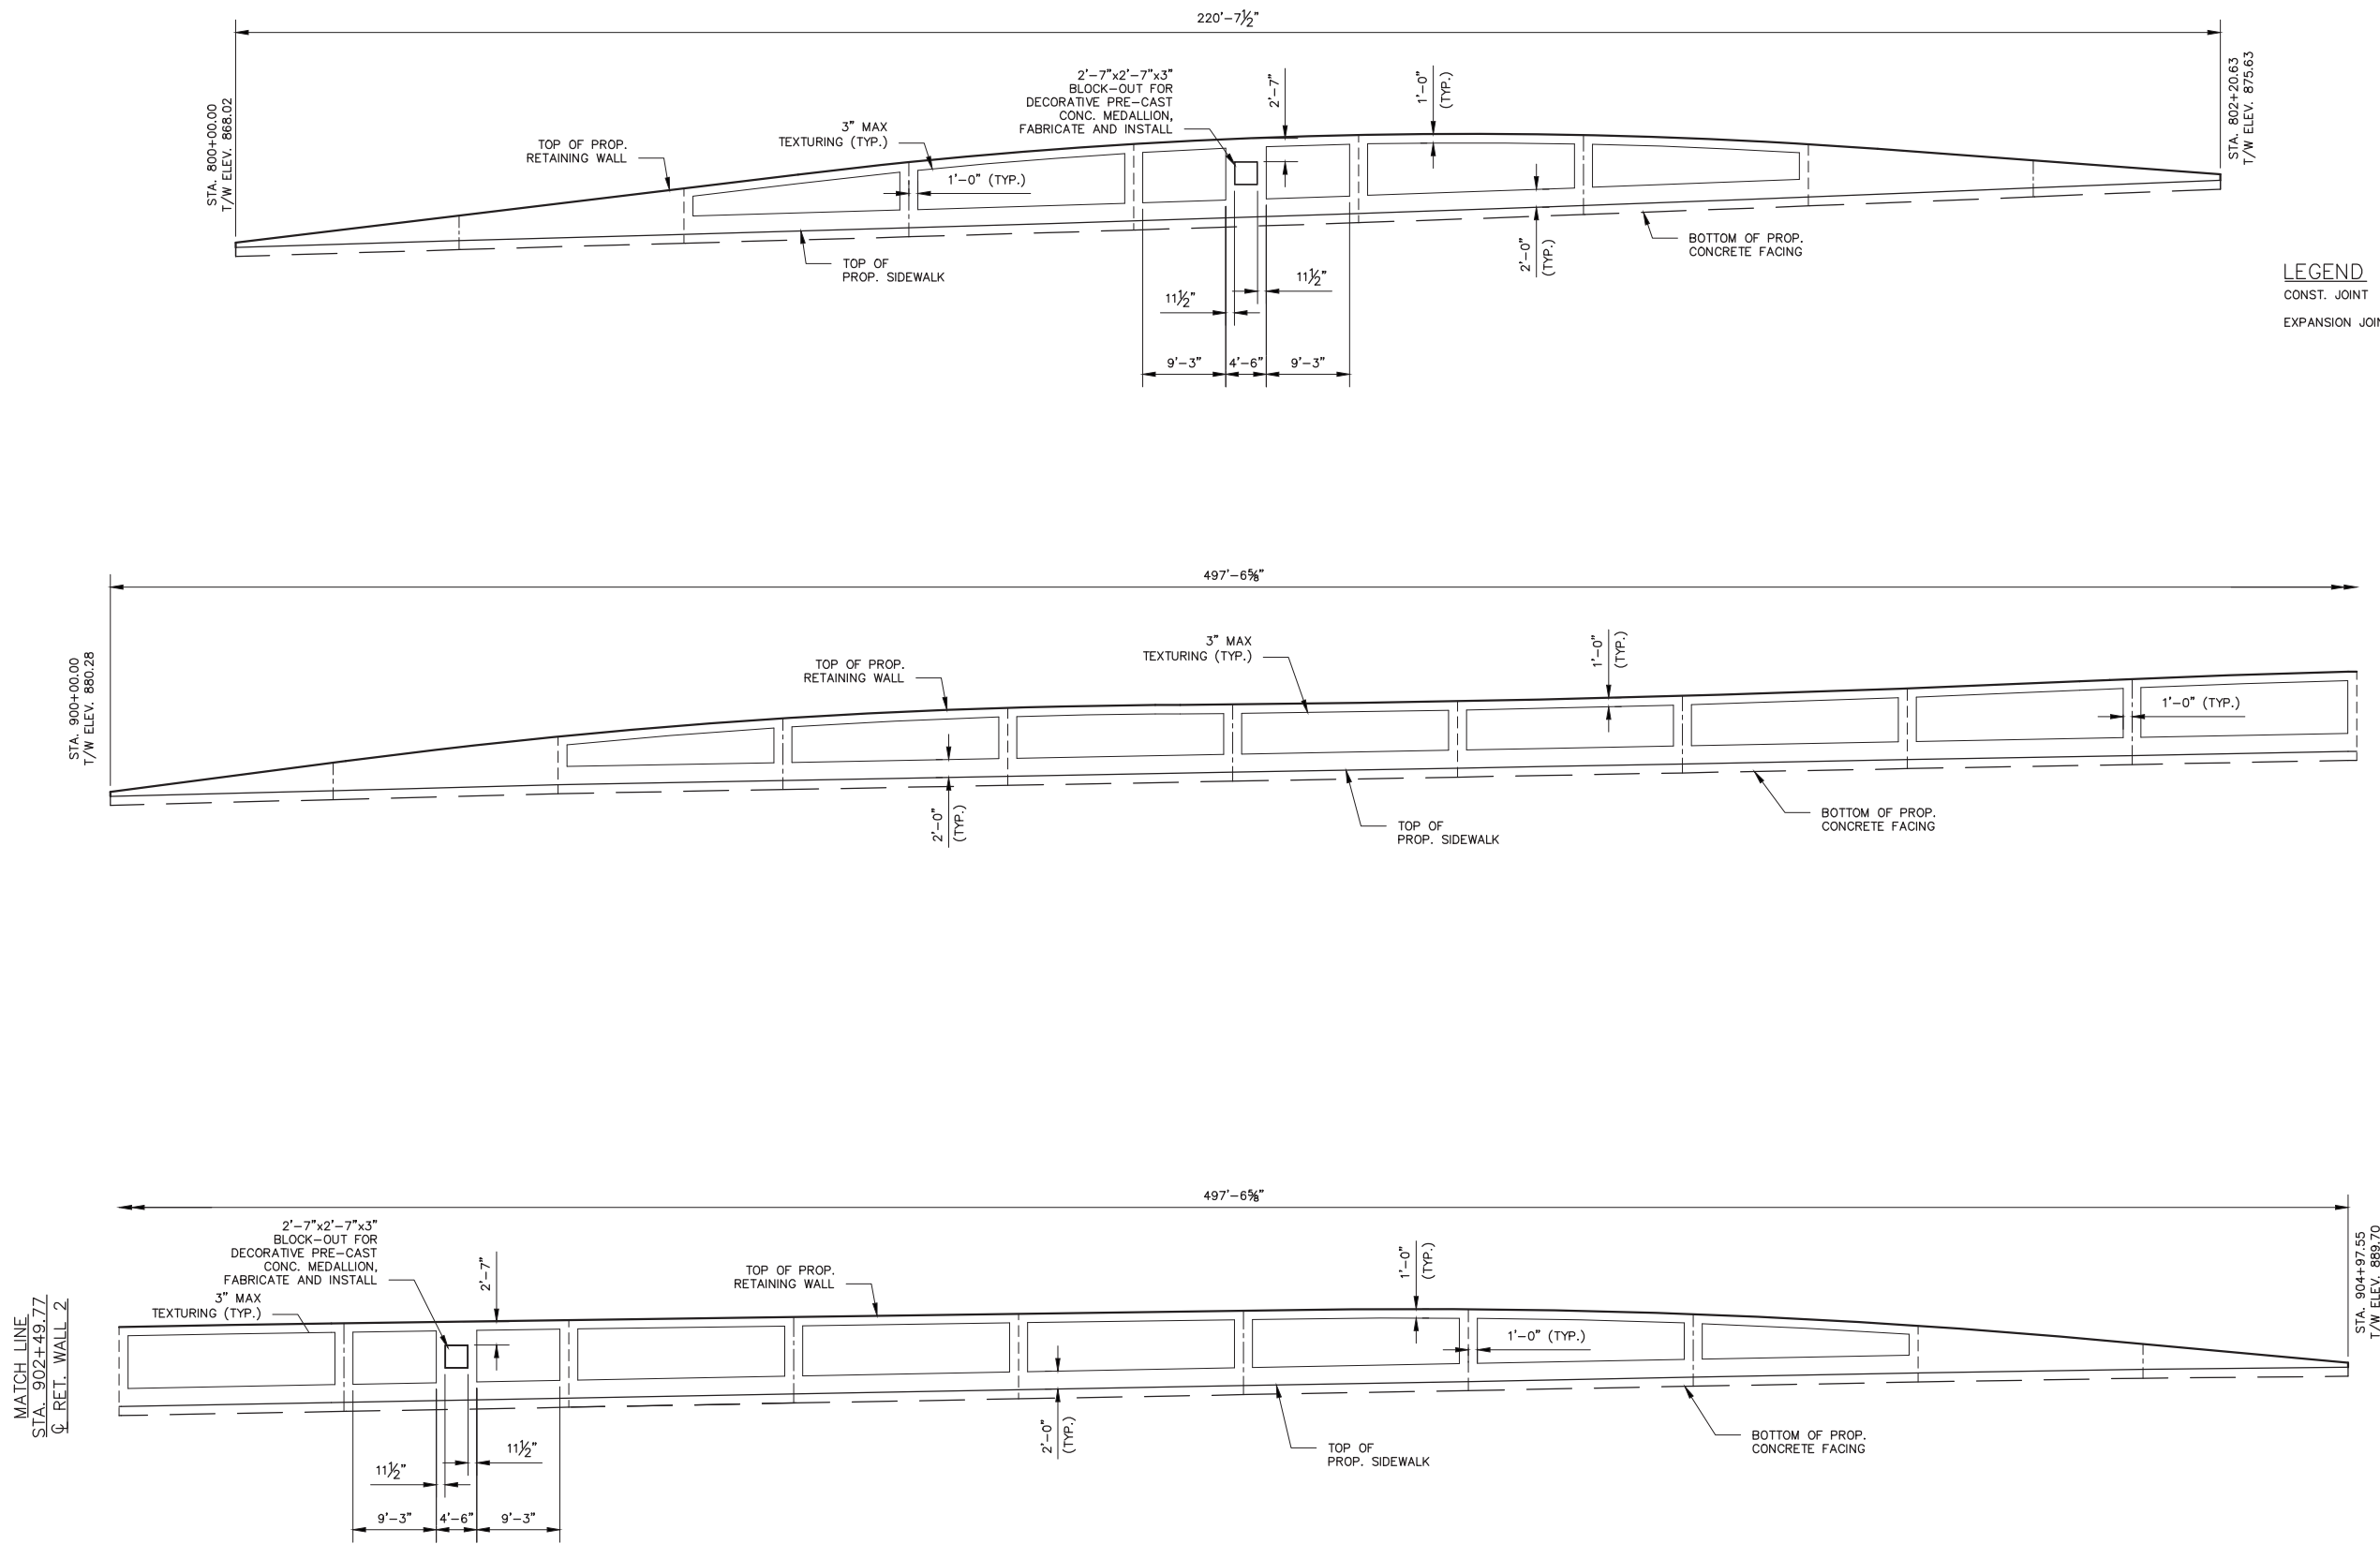 220'-7½"
STA. 800+00.00
T/W ELEV. 868.02
TOP OF PROP.
RETAINING WALL
3" MAX
TEXTURING (TYP.)
1'-0" (TYP.)
2'-7"x2'-7"x3"
BLOCK-OUT FOR
DECORATIVE PRE-CAST
CONC. MEDALLION,
FABRICATE AND INSTALL
2'-7"
1'-0"
(TYP.)
STA. 802+20.63
T/W ELEV. 875.63
TOP OF
PROP. SIDEWALK
2'-0"
(TYP.)
BOTTOM OF PROP.
CONCRETE FACING
11½"
11½"
9'-3"
4'-6"
9'-3"
LEGEND
CONST. JOINT
EXPANSION JOIN
497'-6⅝"
STA. 900+00.00
T/W ELEV. 880.28
TOP OF PROP.
RETAINING WALL
3" MAX
TEXTURING (TYP.)
1'-0"
(TYP.)
1'-0" (TYP.)
2'-0"
(TYP.)
TOP OF
PROP. SIDEWALK
BOTTOM OF PROP.
CONCRETE FACING
497'-6⅝"
MATCH LINE
STA. 902+49.77
℄ RET. WALL 2
2'-7"x2'-7"x3"
BLOCK-OUT FOR
DECORATIVE PRE-CAST
CONC. MEDALLION,
FABRICATE AND INSTALL
3" MAX
TEXTURING (TYP.)
2'-7"
TOP OF PROP.
RETAINING WALL
1'-0"
(TYP.)
1'-0" (TYP.)
STA. 904+97.55
T/W ELEV. 889.70
2'-0"
(TYP.)
TOP OF
PROP. SIDEWALK
BOTTOM OF PROP.
CONCRETE FACING
11½"
11½"
9'-3"
4'-6"
9'-3"